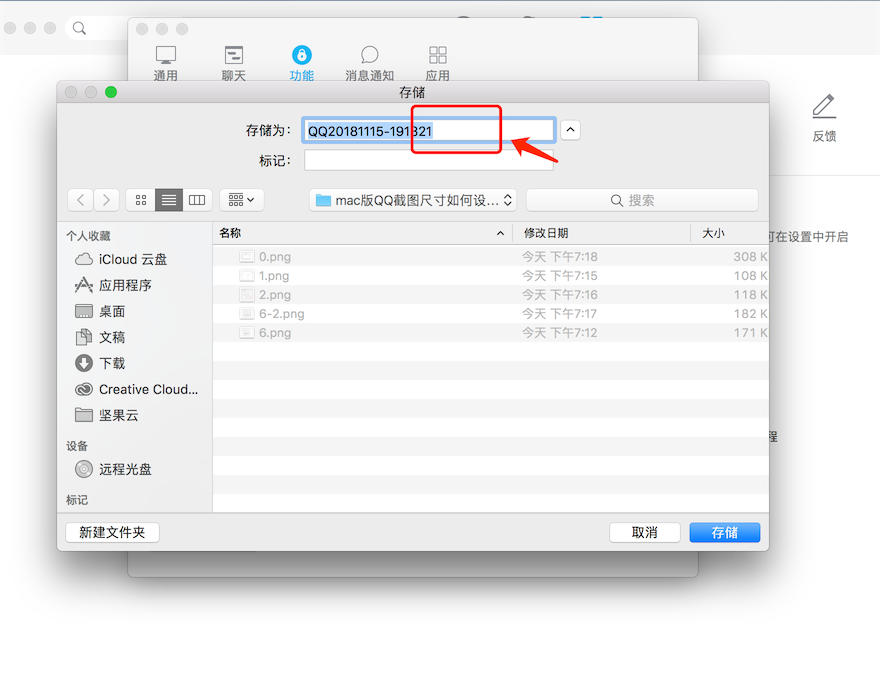 通用 聊天 功能 消息通知 应用
存储
存储为： QQ20181115-191821
标记：
反馈
mac版QQ截图尺寸如何设... 搜索
个人收藏
iCloud 云盘
应用程序
桌面
文稿
下载
Creative Cloud...
坚果云
设备
远程光盘
标记
名称 修改日期 大小
0.png 今天 下午7:18 308 K
1.png 今天 下午7:15 108 K
2.png 今天 下午7:16 118 K
6-2.png 今天 下午7:17 182 K
6.png 今天 下午7:12 171 K
可在设置中开启
程
新建文件夹 取消 存储